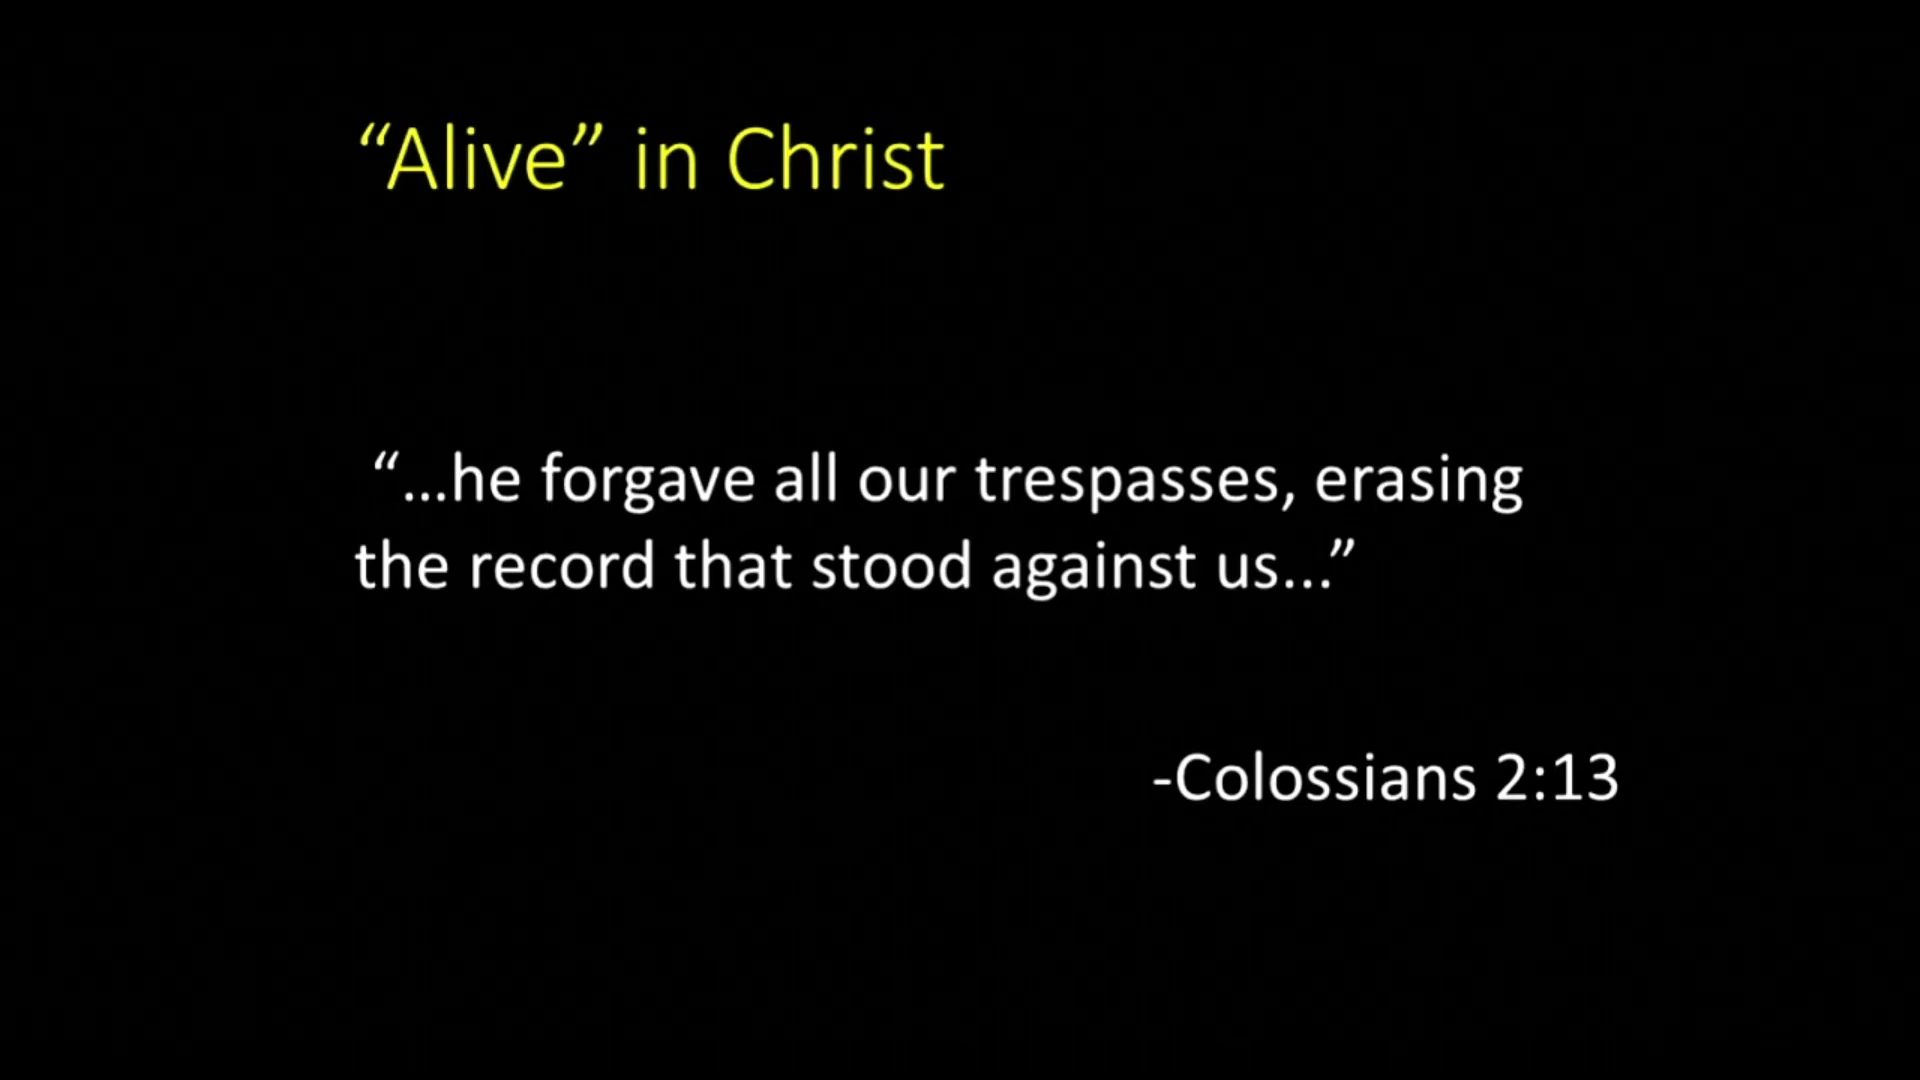 “Alive” in Christ
“...he forgave all our trespasses, erasing
the record that stood against us...”
-Colossians 2:13